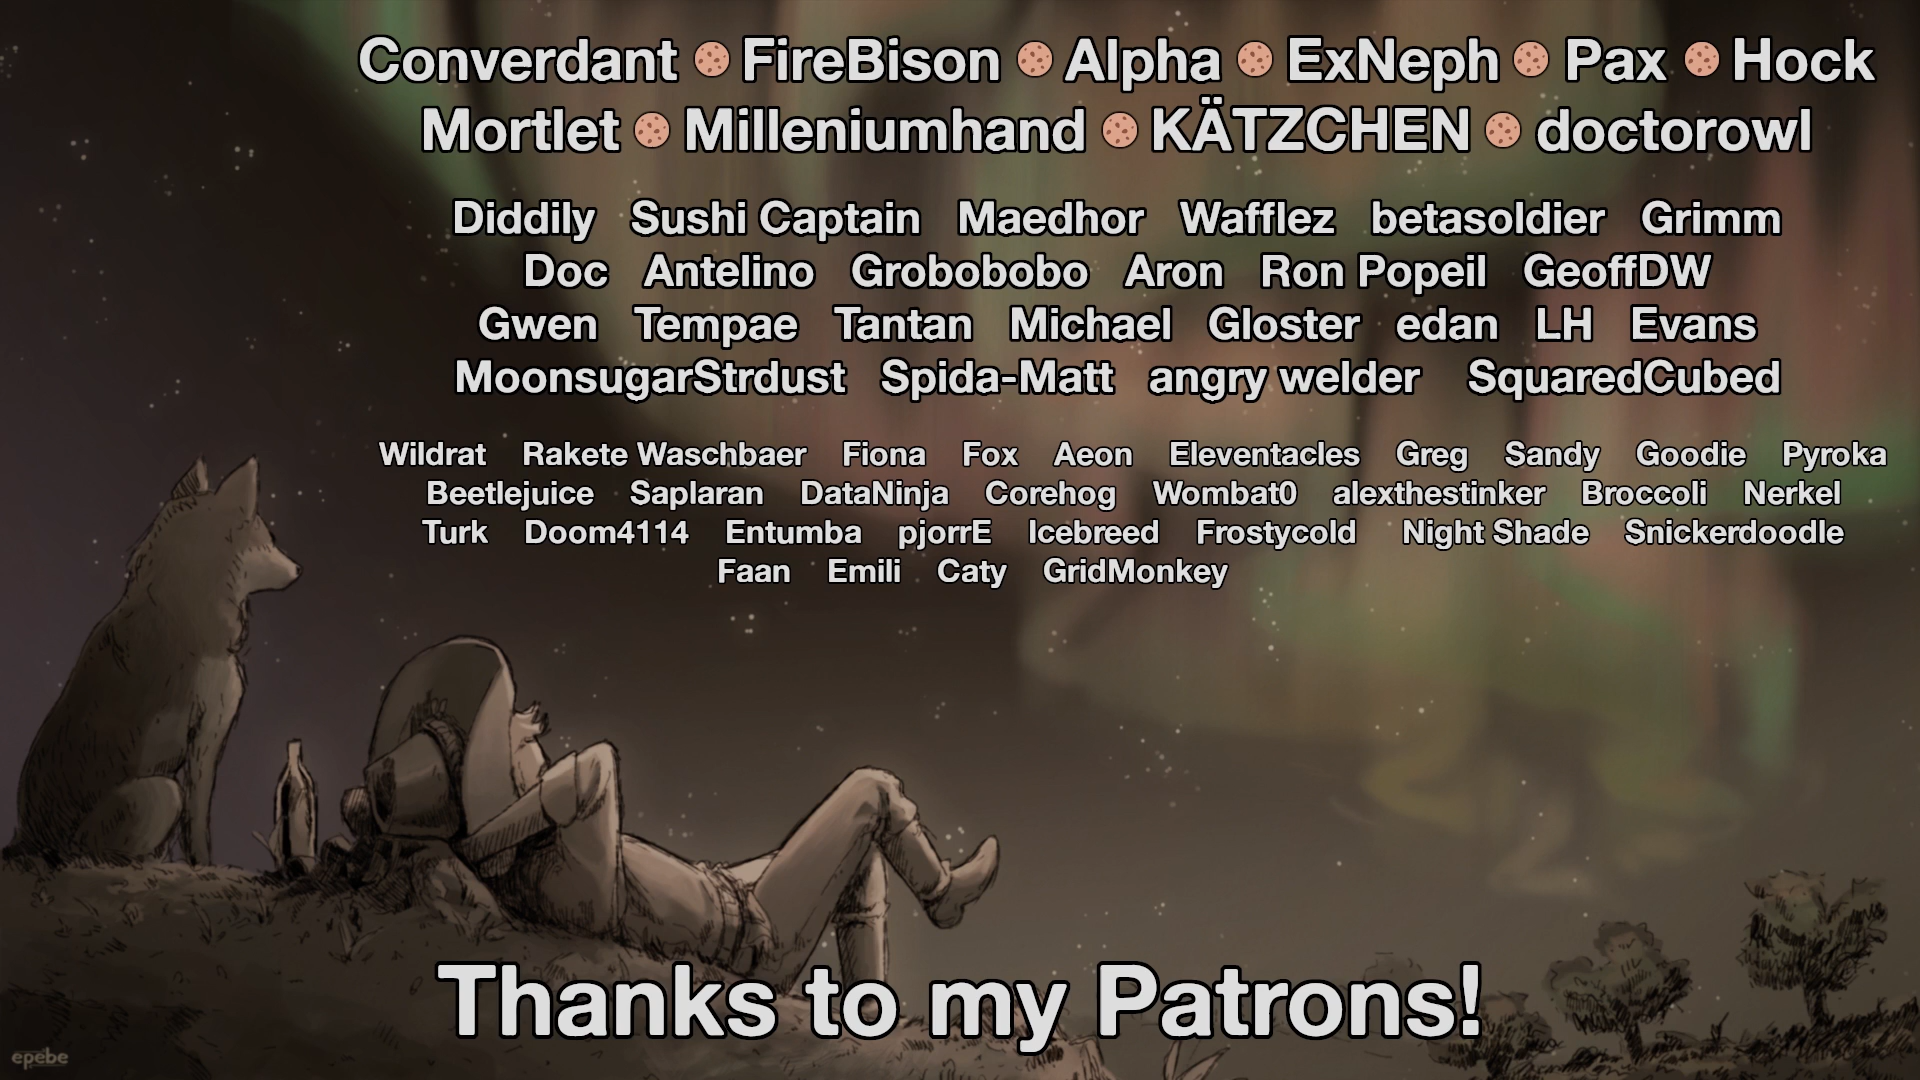 Converdant 🍪 FireBison 🍪 Alpha 🍪 ExNeph 🍪 Pax 🍪 Hock
Mortlet 🍪 Milleniumhand 🍪 KÄTZCHEN 🍪 doctorowl
Diddily Sushi Captain Maedhor Wafflez betasoldier Grimm
Doc Antelino Grobobobo Aron Ron Popeil GeoffDW
Gwen Tempae Tantan Michael Gloster edan LH Evans
MoonsugarStrdust Spida-Matt angry welder SquaredCubed
Wildrat Rakete Waschbaer Fiona Fox Aeon Eleventacles Greg Sandy Goodie Pyroka
Beetlejuice Saplaran DataNinja Corehog Wombat0 alexthestinker Broccoli Nerkel
Turk Doom4114 Entumba pjorrE Icebreed Frostycold Night Shade Snickerdoodle
Faan Emili Caty GridMonkey
Thanks to my Patrons!
epebe